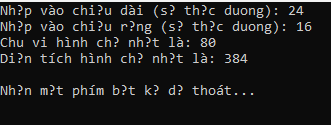 Nh?p vào chi?u dài (s? th?c duong): 24
Nh?p vào chi?u r?ng (s? th?c duong): 16
Chu vi hình ch? nh?t là: 80
Di?n tích hình ch? nh?t là: 384
Nh?n m?t phím b?t k? d? thoát...